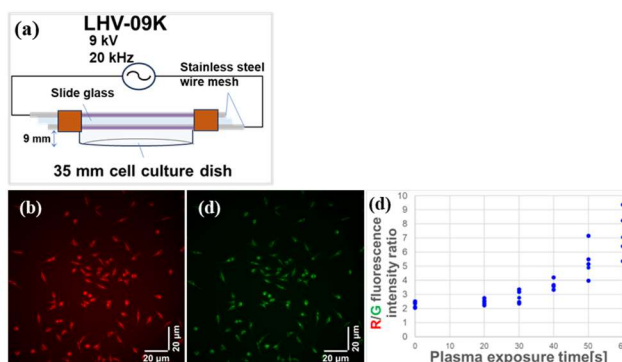 (a)
LHV-09K
9 kV
20 kHz
Stainless steel
wire mesh
Slide glass
9 mm
35 mm cell culture dish
(b)
20 μm
20 μm
(d)
20 μm
20 μm
(d)
R/G fluorescence
intensity ratio
10
9
8
7
6
5
4
3
2
1
0
0
10
20
30
40
50
Plasma exposure time[s]